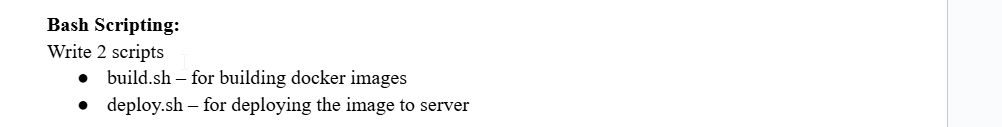 Bash Scripting:
Write 2 scripts
● build.sh – for building docker images
● deploy.sh – for deploying the image to server